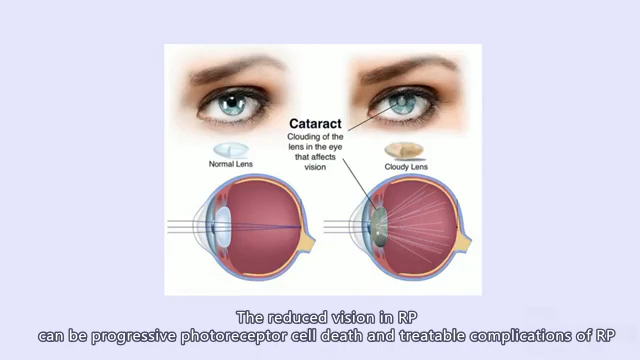 Cataract
Clouding of the
lens in the eye
that affects
vision
Normal Lens
Cloudy Lens
The reduced vision in RP
can be progressive photoreceptor cell death and treatable complications of RP